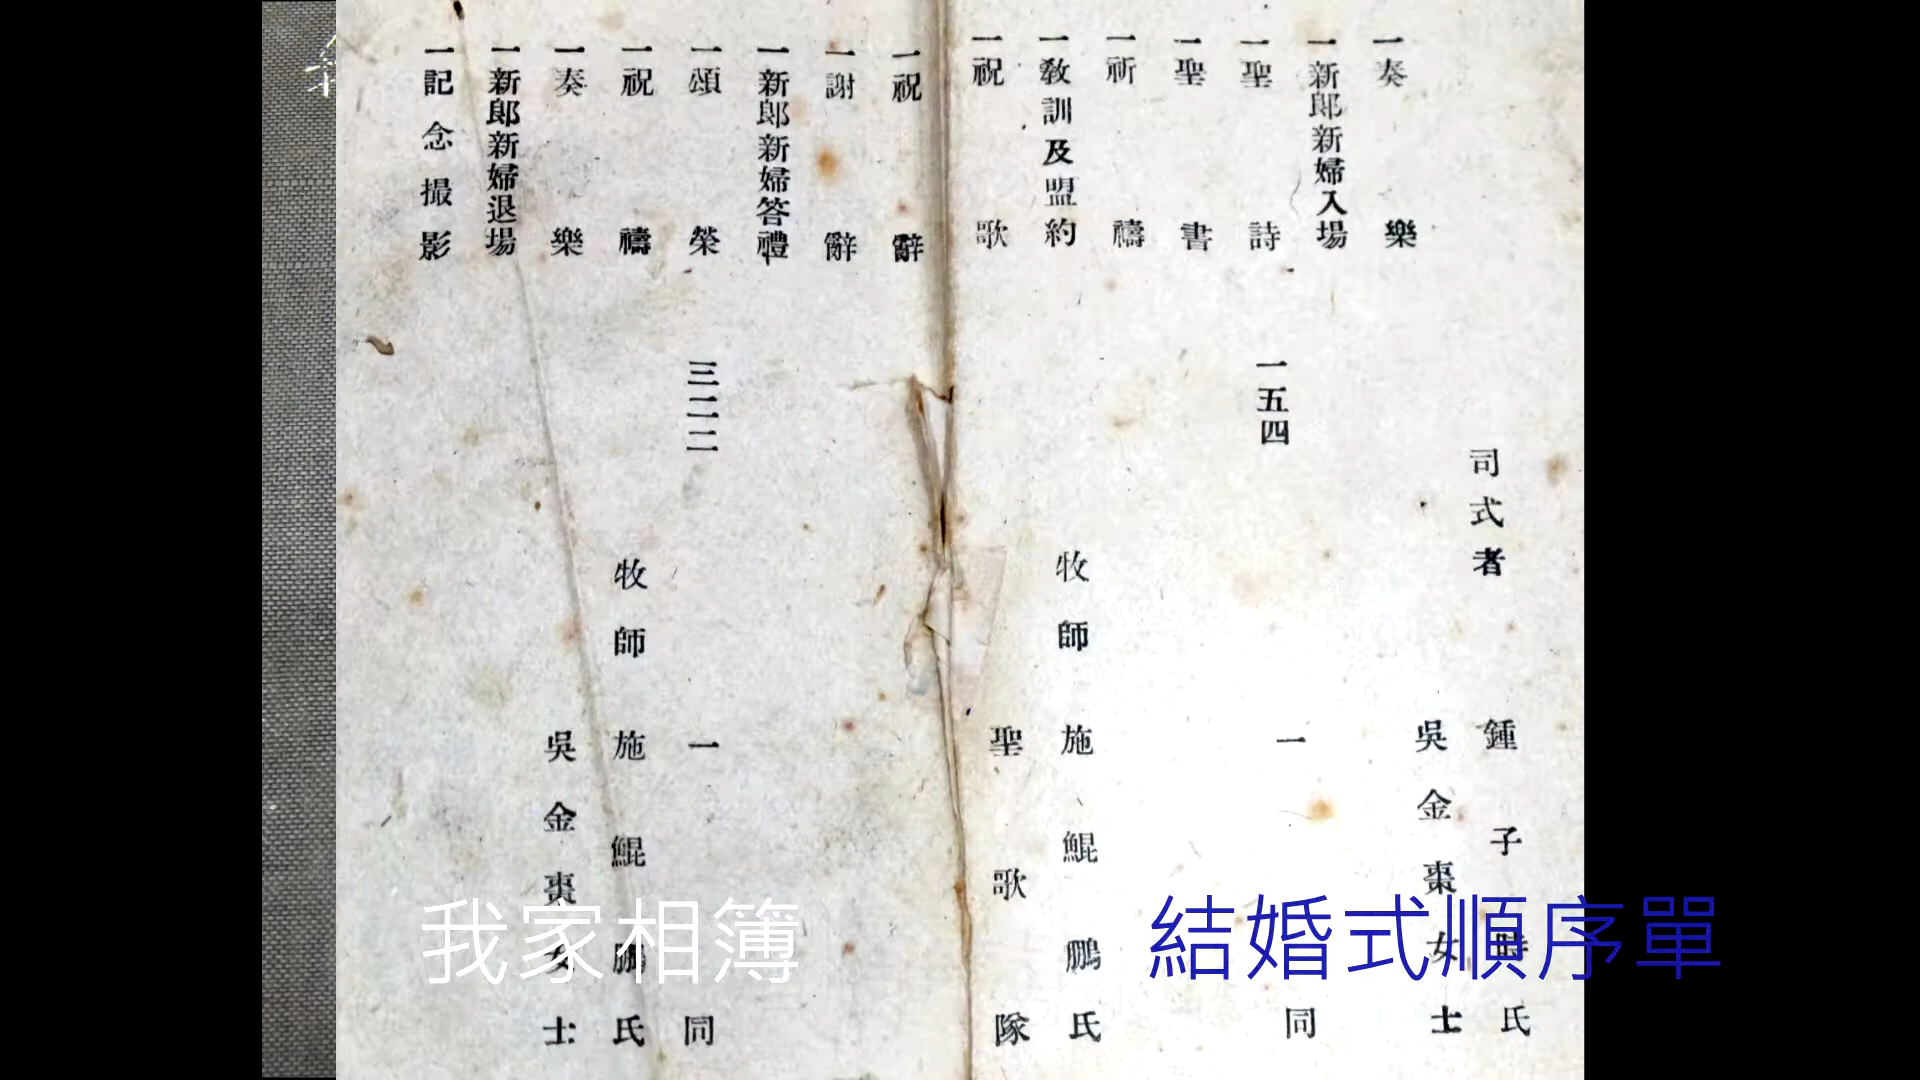 司式者 鍾子時氏
一奏樂 吳金棗女士
一新郎新婦入場
一聖詩 一五四 一同
一聖書
一祈禱
一教訓及盟約 牧師 施鯤鵬氏
一祝歌 聖歌隊
一祝辭
一謝辭
一新郎新婦答禮
一頌榮 三二二 一同
一祝禱 牧師 施鯤鵬氏
一奏樂 吳金棗女士
一新郎新婦退場
一記念撮影
我家相簿
結婚式順序單